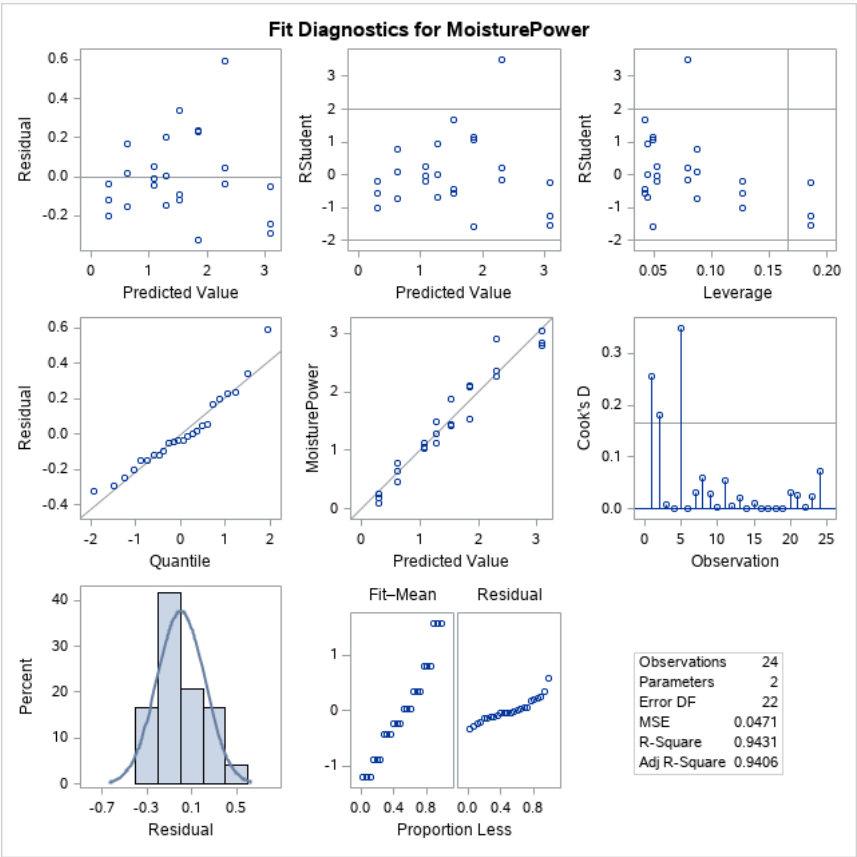 Fit Diagnostics for MoisturePower
Residual
0.6
0.4
0.2
0.0
-0.2
0 1 2 3
Predicted Value
RStudent
3
2
1
0
-1
-2
0 1 2 3
Predicted Value
RStudent
3
2
1
0
-1
-2
0.05 0.10 0.15 0.20
Leverage
Residual
0.6
0.4
0.2
0.0
-0.2
-0.4
-2 -1 0 1 2
Quantile
MoisturePower
3
2
1
0
0 1 2 3
Predicted Value
Cook's D
0.3
0.2
0.1
0.0
0 5 10 15 20 25
Observation
Percent
40
30
20
10
0
-0.7 -0.3 0.1 0.5
Residual
Fit–Mean Residual
1
0
-1
0.0 0.4 0.8 0.0 0.4 0.8
Proportion Less
Observations 24
Parameters 2
Error DF 22
MSE 0.0471
R-Square 0.9431
Adj R-Square 0.9406